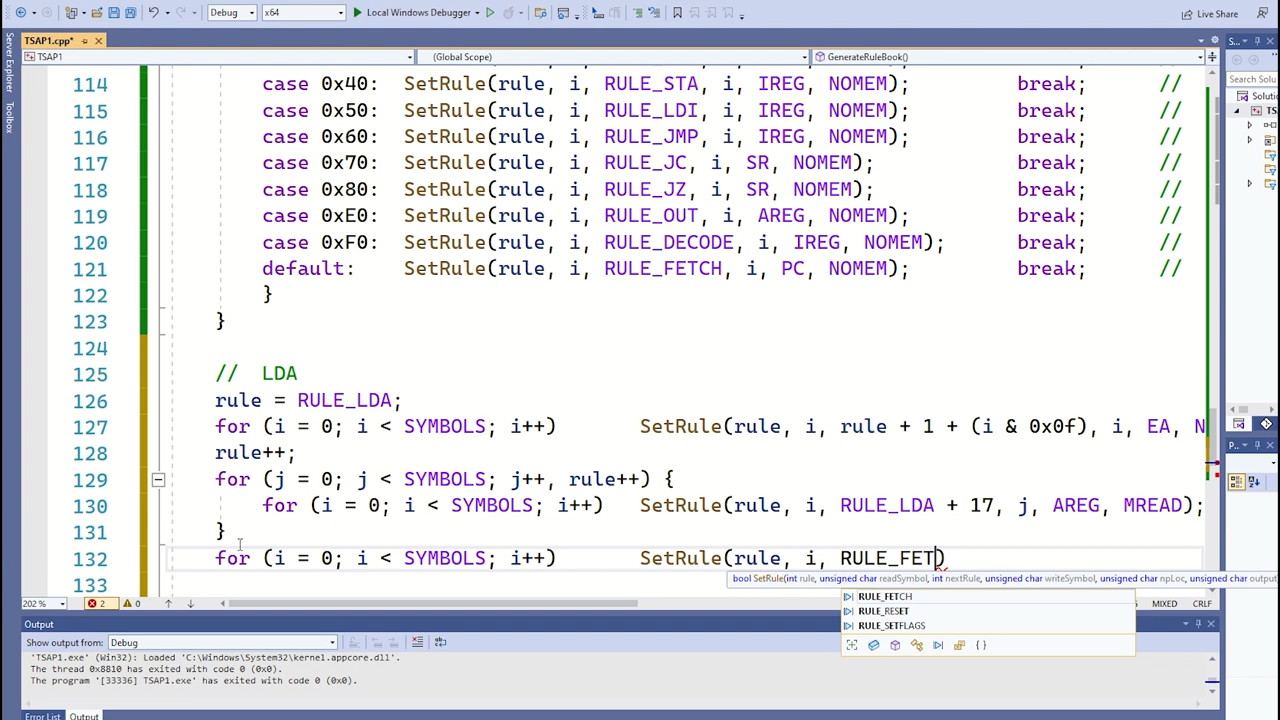 Debug x64 Local Windows Debugger Live Share
TSAP1.cpp*
TSAP1 (Global Scope) GenerateRuleBook()
Server Explorer
Toolbox
114 case 0x40: SetRule(rule, i, RULE_STA, i, IREG, NOMEM); break; //
115 case 0x50: SetRule(rule, i, RULE_LDI, i, IREG, NOMEM); break; //
116 case 0x60: SetRule(rule, i, RULE_JMP, i, IREG, NOMEM); break; //
117 case 0x70: SetRule(rule, i, RULE_JC, i, SR, NOMEM); break; //
118 case 0x80: SetRule(rule, i, RULE_JZ, i, SR, NOMEM); break; //
119 case 0xE0: SetRule(rule, i, RULE_OUT, i, AREG, NOMEM); break; //
120 case 0xF0: SetRule(rule, i, RULE_DECODE, i, IREG, NOMEM); break; //
121 default: SetRule(rule, i, RULE_FETCH, i, PC, NOMEM); break; //
122 }
123 }
124
125 // LDA
126 rule = RULE_LDA;
127 for (i = 0; i < SYMBOLS; i++) SetRule(rule, i, rule + 1 + (i & 0x0f), i, EA, N
128 rule++;
129 for (j = 0; j < SYMBOLS; j++, rule++) {
130 for (i = 0; i < SYMBOLS; i++) SetRule(rule, i, RULE_LDA + 17, j, AREG, MREAD);
131 }
132 for (i = 0; i < SYMBOLS; i++) SetRule(rule, i, RULE_FET)
133
bool SetRule(int rule, unsigned char readSymbol, int nextRule, unsigned char writeSymbol, unsigned char npLoc, unsigned char output
RULE_FETCH
RULE_RESET
RULE_SETFLAGS
S...
Search Solu
Soluti
TS
P...
202 % 2 0 MIXED CRLF
Output
Show output from: Debug
'TSAP1.exe' (Win32): Loaded 'C:\Windows\System32\kernel.appcore.dll'.
The thread 0x8810 has exited with code 0 (0x0).
The program '[33336] TSAP1.exe' has exited with code 0 (0x0).
Error List Output